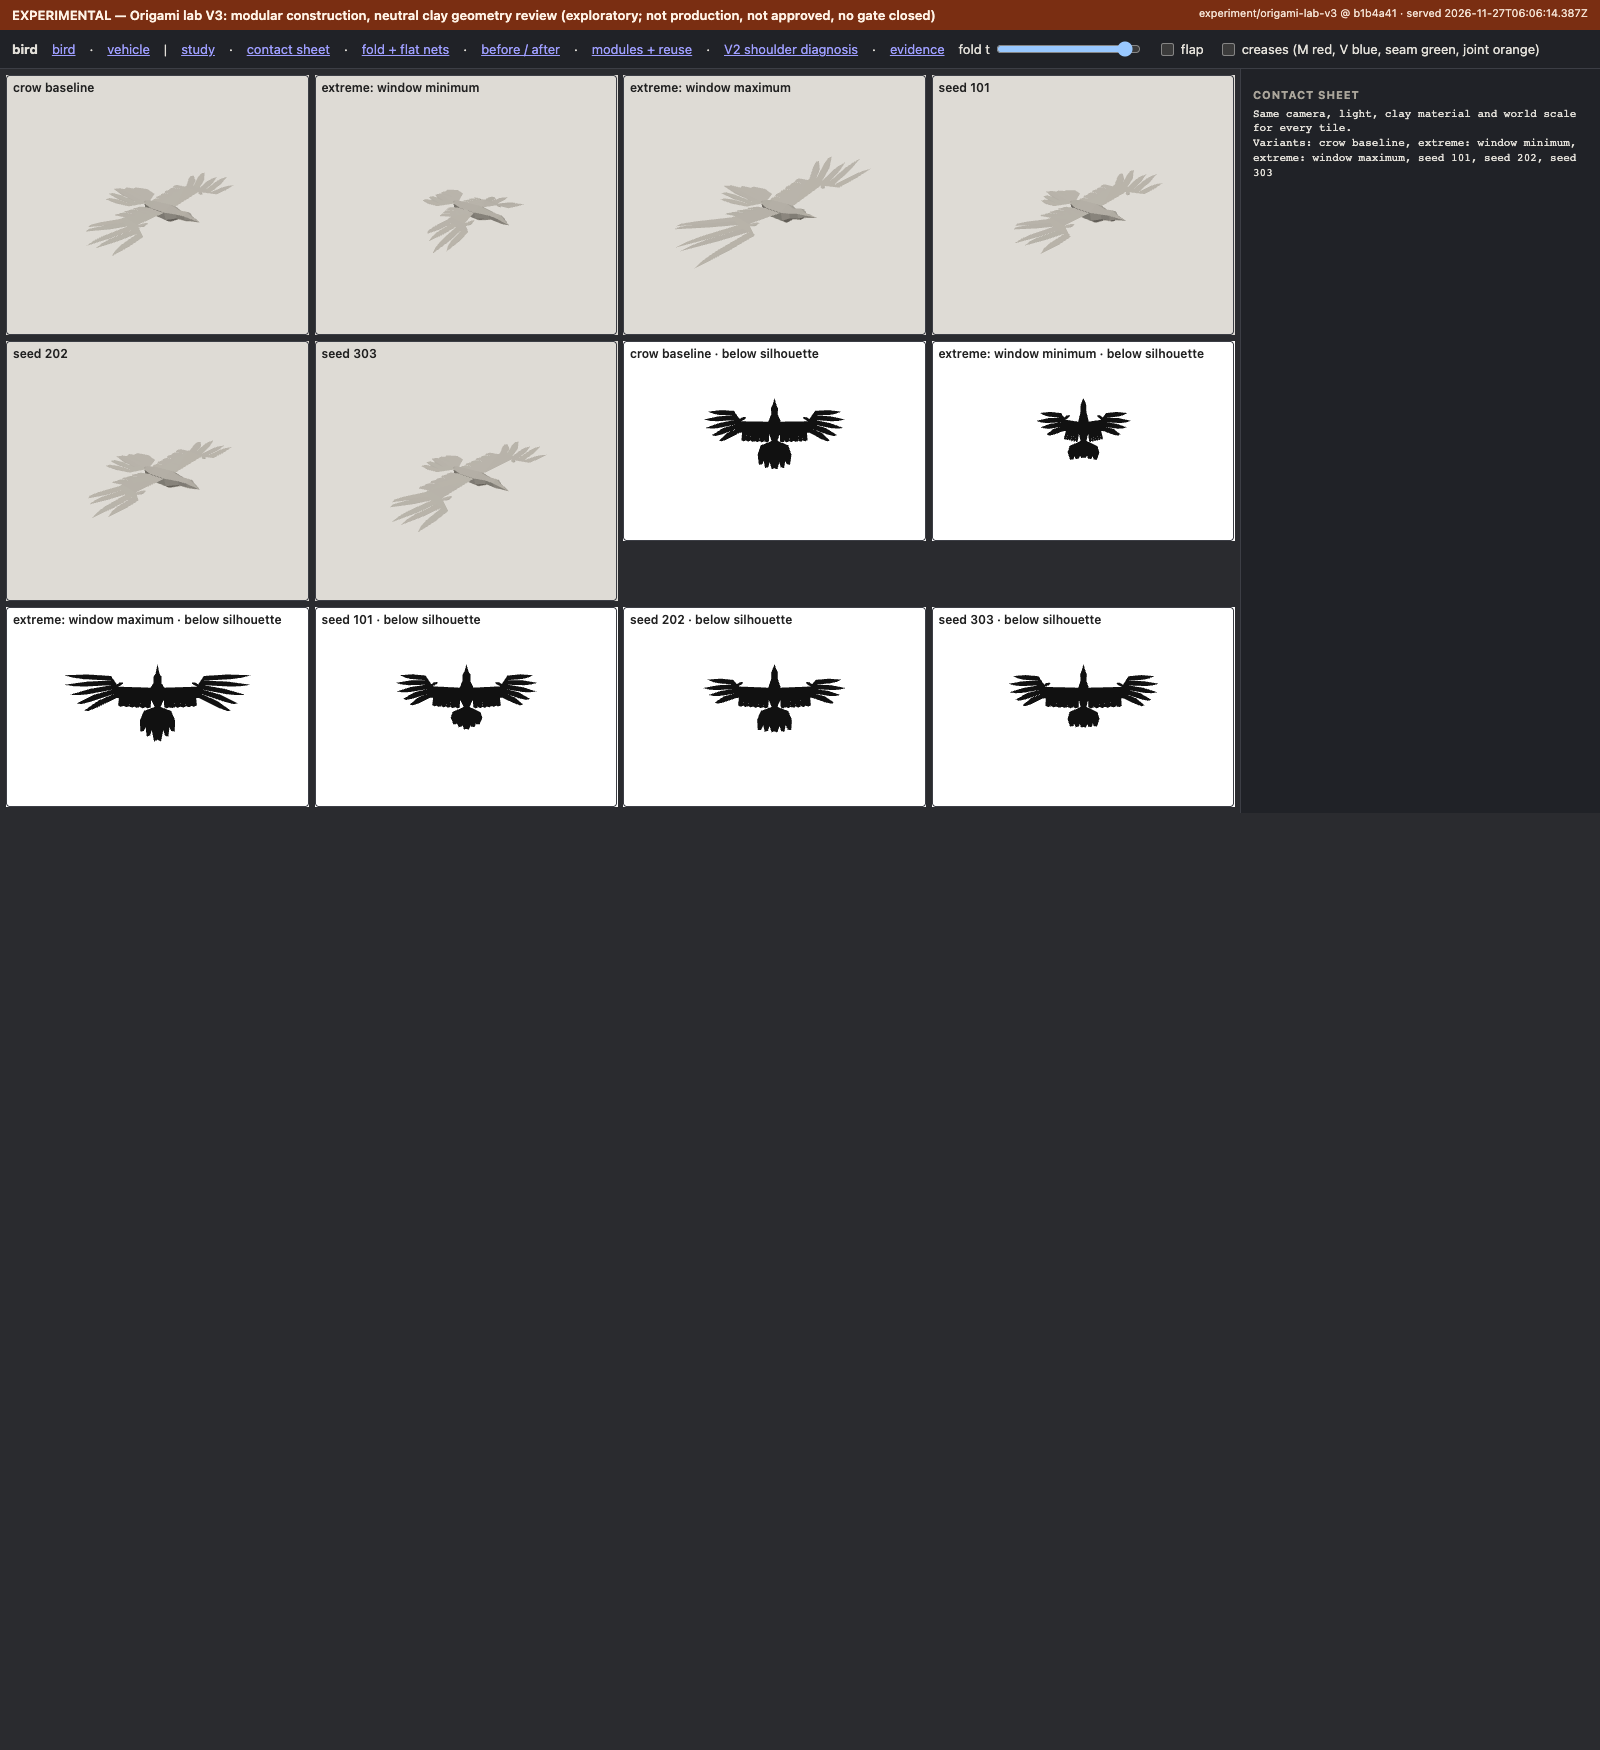 EXPERIMENTAL — Origami lab V3: modular construction, neutral clay geometry review (exploratory; not production, not approved, no gate closed)
experiment/origami-lab-v3 @ b1b4a41 · served 2026-11-27T06:06:14.387Z
bird bird · vehicle | study · contact sheet · fold + flat nets · before / after · modules + reuse · V2 shoulder diagnosis · evidence fold t flap creases (M red, V blue, seam green, joint orange)
crow baseline
extreme: window minimum
extreme: window maximum
seed 101
seed 202
seed 303
crow baseline · below silhouette
extreme: window minimum · below silhouette
extreme: window maximum · below silhouette
seed 101 · below silhouette
seed 202 · below silhouette
seed 303 · below silhouette
CONTACT SHEET
Same camera, light, clay material and world scale
for every tile.
Variants: crow baseline, extreme: window minimum,
extreme: window maximum, seed 101, seed 202, seed
303